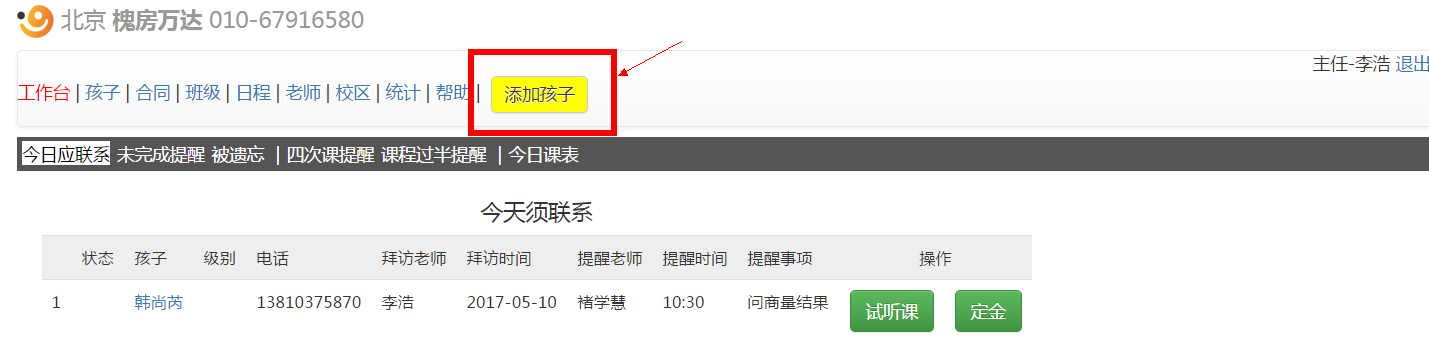 北京 槐房万达 010-67916580
主任-李浩 退出
工作台 | 孩子 | 合同 | 班级 | 日程 | 老师 | 校区 | 统计 | 帮助 | 添加孩子
今日应联系 未完成提醒 被遗忘 | 四次课提醒 课程过半提醒 | 今日课表
今天须联系
状态 孩子 级别 电话 拜访老师 拜访时间 提醒老师 提醒时间 提醒事项 操作
1 韩尚芮 13810375870 李浩 2017-05-10 褚学慧 10:30 问商量结果 试听课 定金